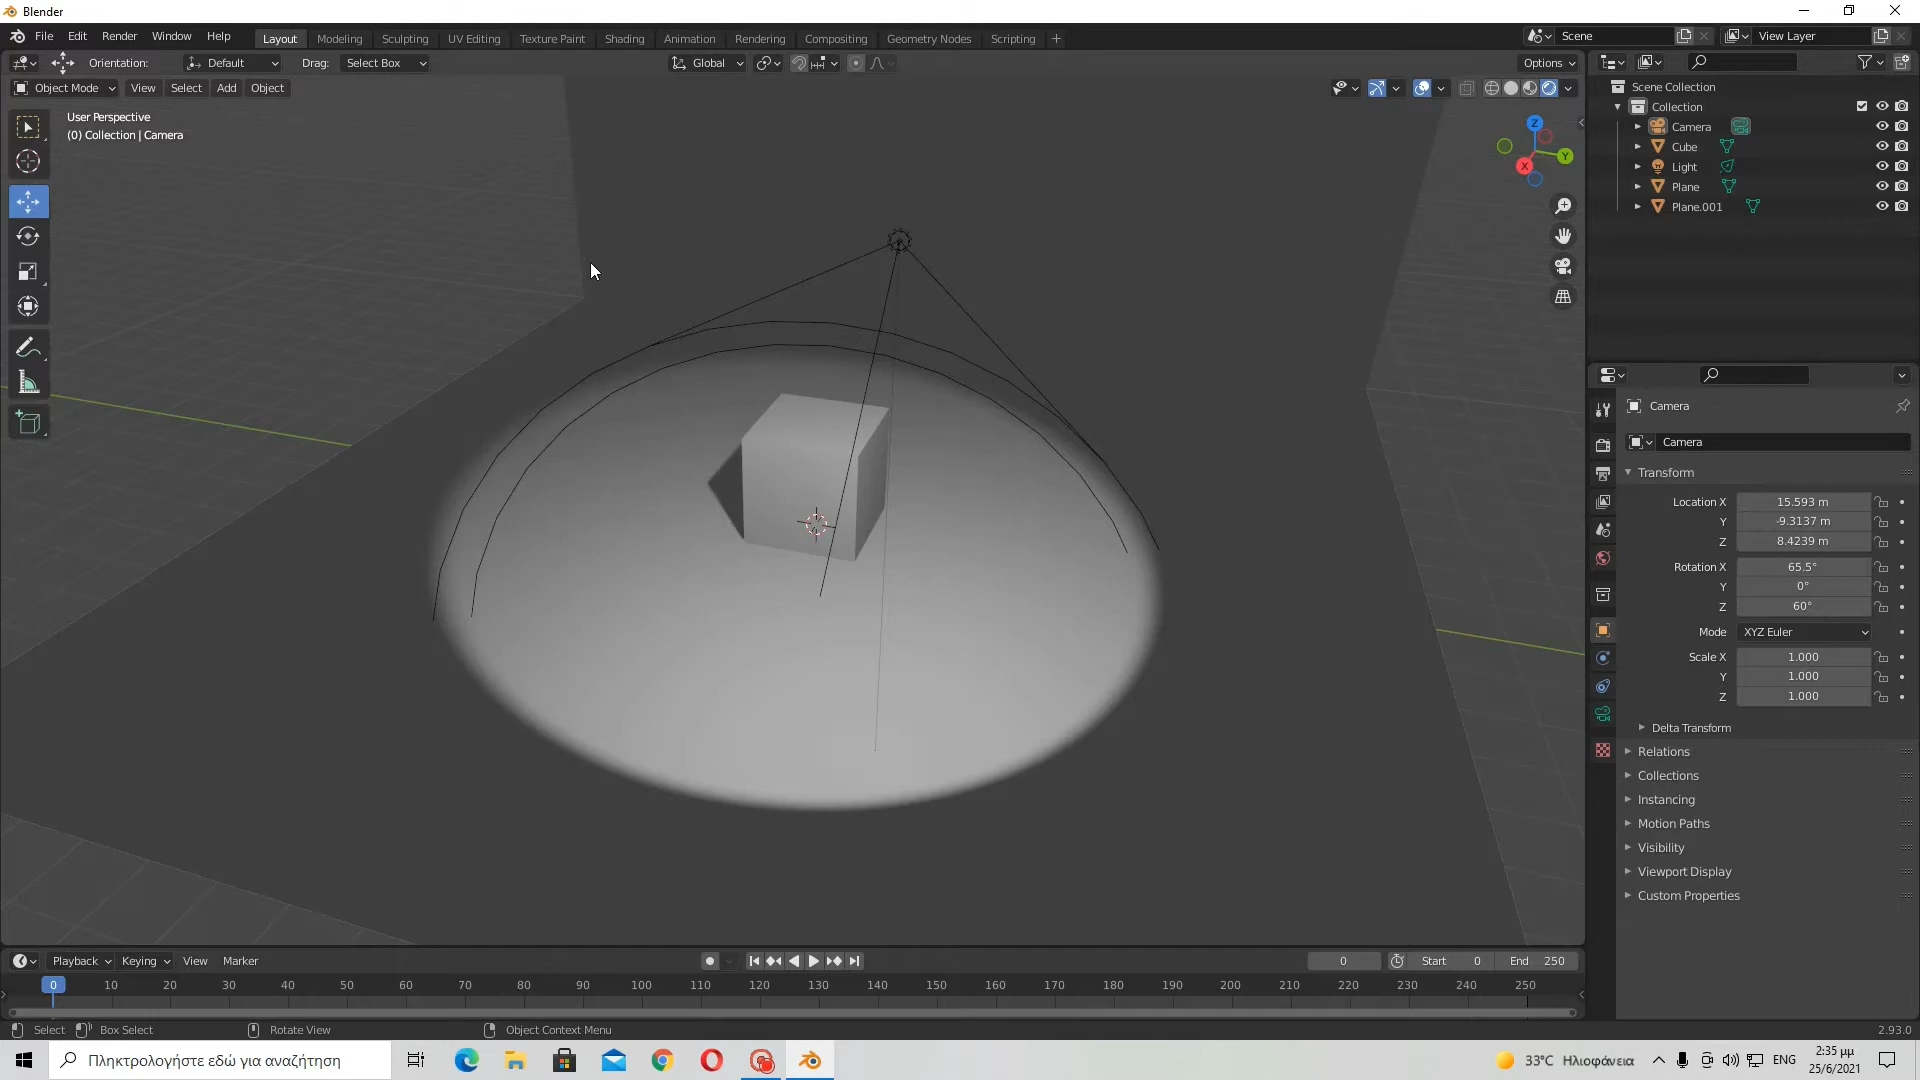 Blender
File Edit Render Window Help Layout Modeling Sculpting UV Editing Texture Paint Shading Animation Rendering Compositing Geometry Nodes Scripting + Scene View Layer
Orientation: Default Drag: Select Box Global Options
Object Mode View Select Add Object
User Perspective
(0) Collection | Camera
Z
Y
X
Scene Collection
Collection
Camera
Cube
Light
Plane
Plane.001
Camera
Camera
Transform
Location X 15.593 m
Y -9.3137 m
Z 8.4239 m
Rotation X 65.5°
Y 0°
Z 60°
Mode XYZ Euler
Scale X 1.000
Y 1.000
Z 1.000
Delta Transform
Relations
Collections
Instancing
Motion Paths
Visibility
Viewport Display
Custom Properties
Playback Keying View Marker 0 Start 0 End 250
0 10 20 30 40 50 60 70 80 90 100 110 120 130 140 150 160 170 180 190 200 210 220 230 240 250
Select Box Select Rotate View Object Context Menu 2.93.0
Πληκτρολογήστε εδώ για αναζήτηση 33°C Ηλιοφάνεια ENG 2:35 μμ
25/6/2021